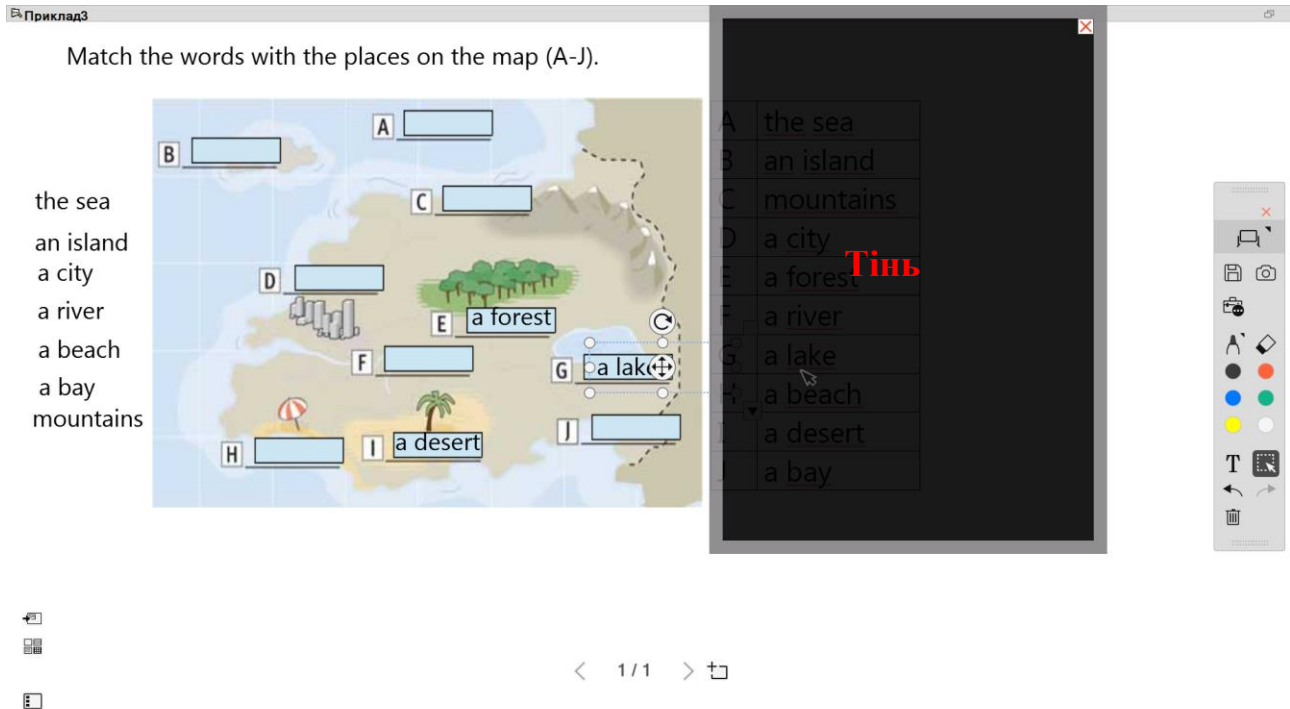 Приклад3
Match the words with the places on the map (A-J).
the sea
an island
a city
a river
a beach
a bay
mountains
A
B
C
D
E a forest
F
G a lake
H
I a desert
J
A the sea
B an island
C mountains
D a city
E a forest
F a river
G a lake
H a beach
I a desert
J a bay
Тінь
T
1 / 1